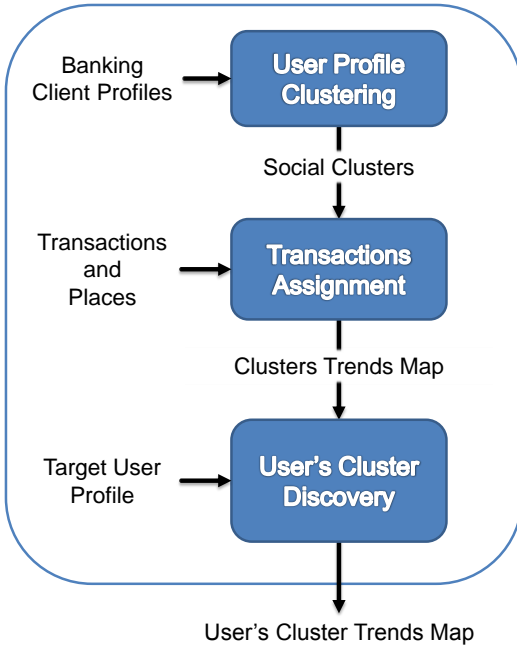 Banking
Client Profiles
User Profile
Clustering
Social Clusters
Transactions
and
Places
Transactions
Assignment
Clusters Trends Map
Target User
Profile
User's Cluster
Discovery
User's Cluster Trends Map